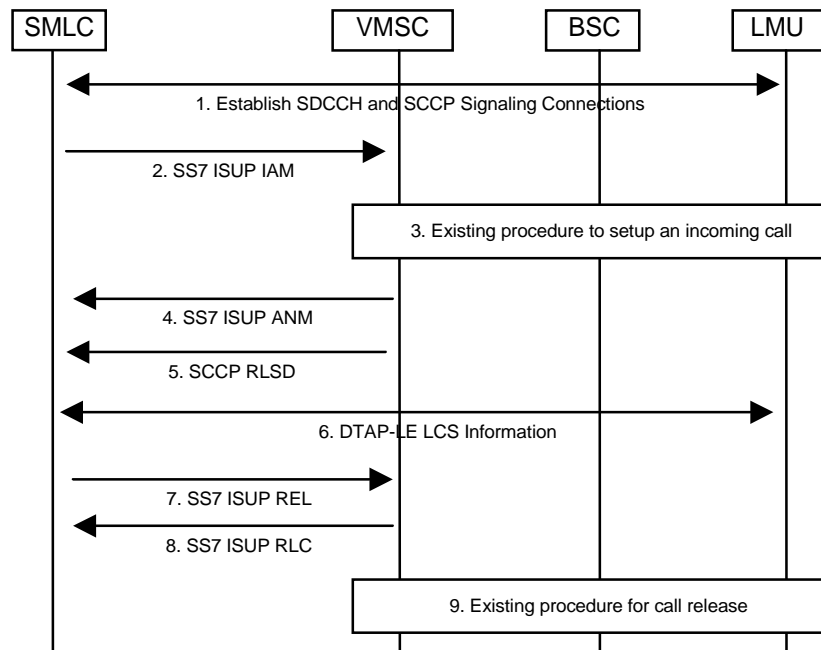 SMLC VMSC BSC LMU
1. Establish SDCCH and SCCP Signaling Connections
2. SS7 ISUP IAM
3. Existing procedure to setup an incoming call
4. SS7 ISUP ANM
5. SCCP RLSD
6. DTAP-LE LCS Information
7. SS7 ISUP REL
8. SS7 ISUP RLC
9. Existing procedure for call release